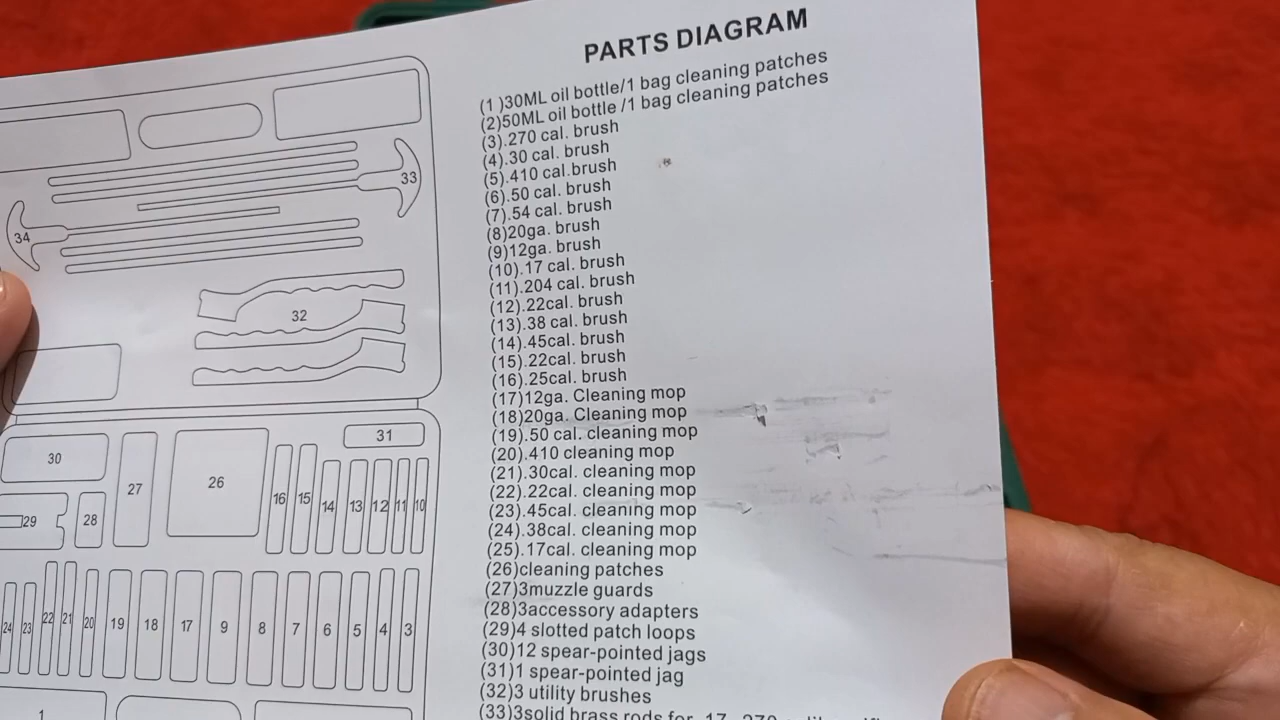 PARTS DIAGRAM
(1 )30ML oil bottle/1 bag cleaning patches
(2)50ML oil bottle /1 bag cleaning patches
(3).270 cal. brush
(4).30 cal. brush
(5).410 cal.brush
(6).50 cal. brush
(7).54 cal. brush
(8)20ga. brush
(9)12ga. brush
(10).17 cal. brush
(11).204 cal. brush
(12).22cal. brush
(13).38 cal. brush
(14).45cal. brush
(15).22cal. brush
(16).25cal. brush
(17)12ga. Cleaning mop
(18)20ga. Cleaning mop
(19).50 cal. cleaning mop
(20).410 cleaning mop
(21).30cal. cleaning mop
(22).22cal. cleaning mop
(23).45cal. cleaning mop
(24).38cal. cleaning mop
(25).17cal. cleaning mop
(26)cleaning patches
(27)3muzzle guards
(28)3accessory adapters
(29)4 slotted patch loops
(30)12 spear-pointed jags
(31)1 spear-pointed jag
(32)3 utility brushes
(33)3solid brass rods for .17-.270
33
34
32
31
30
27
26
16
15
14
13
12
11
10
29
28
24
23
22
21
20
19
18
17
9
8
7
6
5
4
3
1